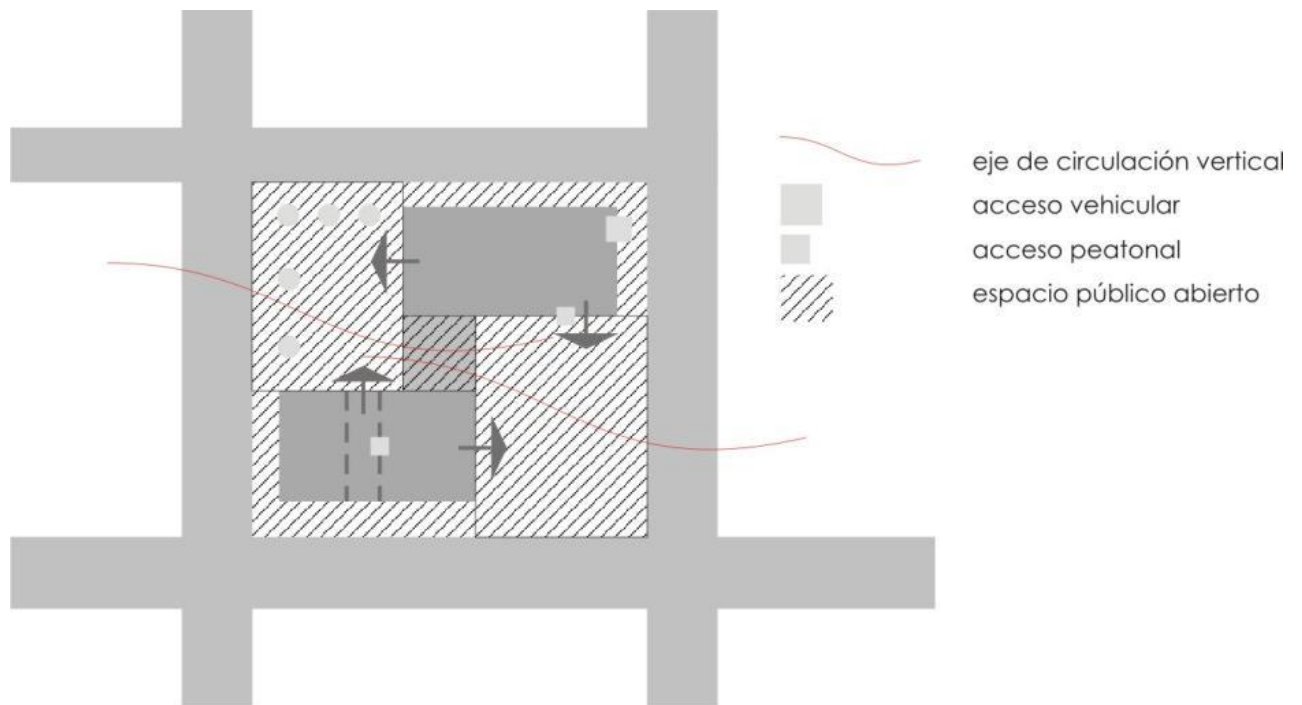 eje de circulación vertical
acceso vehicular
acceso peatonal
espacio público abierto